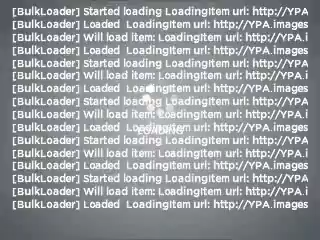 [BulkLoader] Started loading LoadingItem url: http://YPA
[BulkLoader] Loaded  LoadingItem url: http://YPA.images
[BulkLoader] Will load item: LoadingItem url: http://YPA.i
[BulkLoader] Loaded  LoadingItem url: http://YPA.images
[BulkLoader] Started loading LoadingItem url: http://YPA
[BulkLoader] Will load item: LoadingItem url: http://YPA.i
[BulkLoader] Loaded  LoadingItem url: http://YPA.images
[BulkLoader] Started loading LoadingItem url: http://YPA
[BulkLoader] Will load item: LoadingItem url: http://YPA.i
[BulkLoader] Loaded  LoadingItem url: http://YPA.images
LOADING
[BulkLoader] Started loading LoadingItem url: http://YPA
[BulkLoader] Will load item: LoadingItem url: http://YPA.i
[BulkLoader] Loaded  LoadingItem url: http://YPA.images
[BulkLoader] Started loading LoadingItem url: http://YPA
[BulkLoader] Will load item: LoadingItem url: http://YPA.i
[BulkLoader] Loaded  LoadingItem url: http://YPA.images